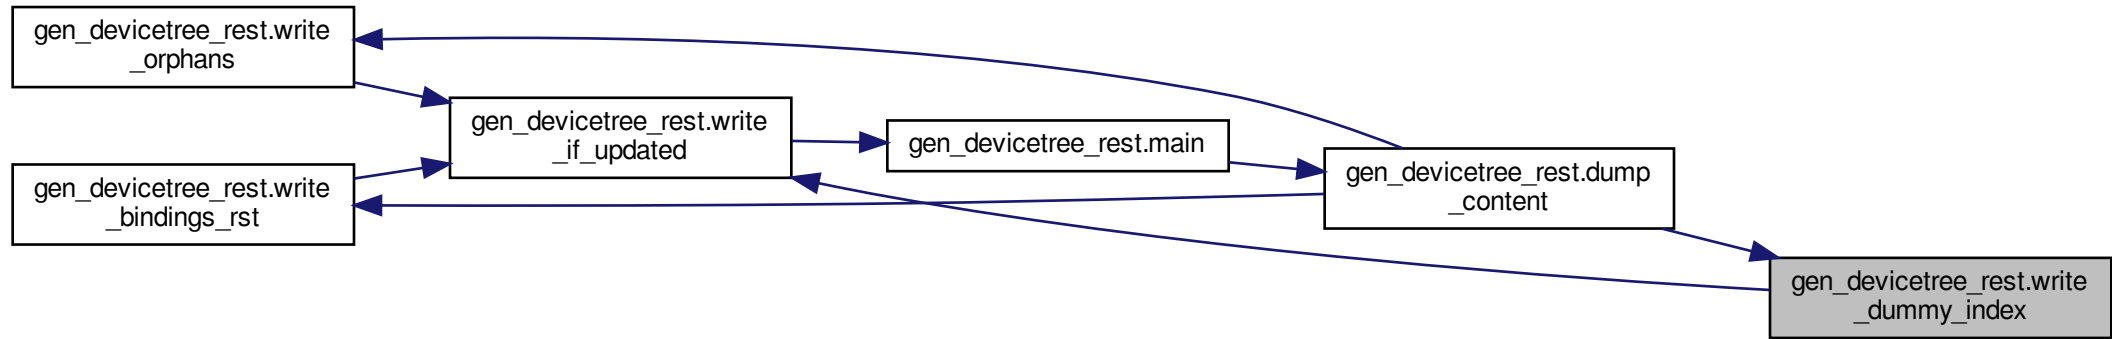 gen_devicetree_rest.write
_orphans
gen_devicetree_rest.write
_bindings_rst
gen_devicetree_rest.write
_if_updated
gen_devicetree_rest.main
gen_devicetree_rest.dump
_content
gen_devicetree_rest.write
_dummy_index